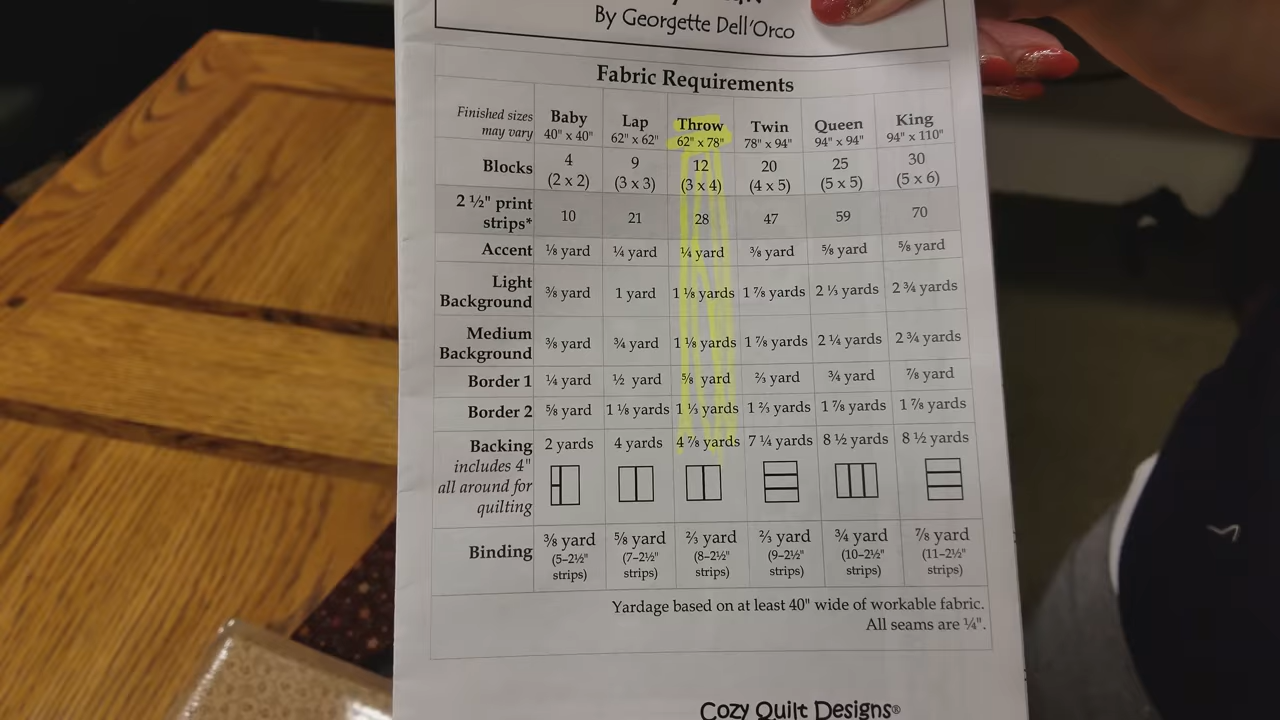 By Georgette Dell'Orco
Fabric Requirements
Finished sizes may vary Baby 40" x 40" Lap 62" x 62" Throw 62" x 78" Twin 78" x 94" Queen 94" x 94" King 94" x 110"
Blocks 4 (2 x 2) 9 (3 x 3) 12 (3 x 4) 20 (4 x 5) 25 (5 x 5) 30 (5 x 6)
2 ½" print strips* 10 21 28 47 59 70
Accent ⅛ yard ¼ yard ¼ yard ⅜ yard ⅝ yard ⅝ yard
Light Background ⅜ yard 1 yard 1 ⅛ yards 1 ⅞ yards 2 ⅓ yards 2 ¾ yards
Medium Background ⅜ yard ¾ yard 1 ⅛ yards 1 ⅞ yards 2 ¼ yards 2 ¾ yards
Border 1 ¼ yard ½ yard ⅝ yard ⅔ yard ¾ yard ⅞ yard
Border 2 ⅝ yard 1 ⅛ yards 1 ⅓ yards 1 ⅔ yards 1 ⅞ yards 1 ⅞ yards
Backing 2 yards 4 yards 4 ⅞ yards 7 ¼ yards 8 ½ yards 8 ½ yards
includes 4"
all around for
quilting
Binding ⅜ yard (5–2½" strips) ⅝ yard (7–2½" strips) ⅔ yard (8–2½" strips) ⅔ yard (9–2½" strips) ¾ yard (10–2½" strips) ⅞ yard (11–2½" strips)
Yardage based on at least 40" wide of workable fabric.
All seams are ¼".
Cozy Quilt Designs®